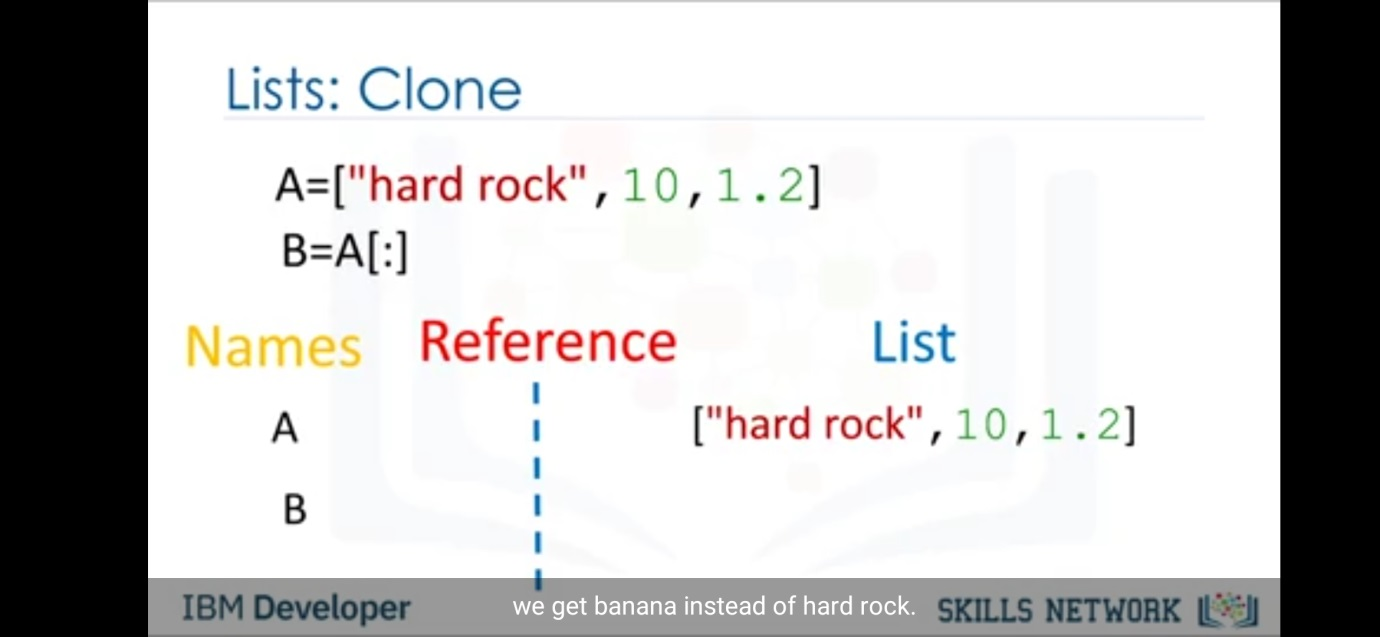 Lists: Clone
A=["hard rock",10,1.2]
B=A[:]
Names Reference List
A ["hard rock",10,1.2]
B
IBM Developer we get banana instead of hard rock. SKILLS NETWORK